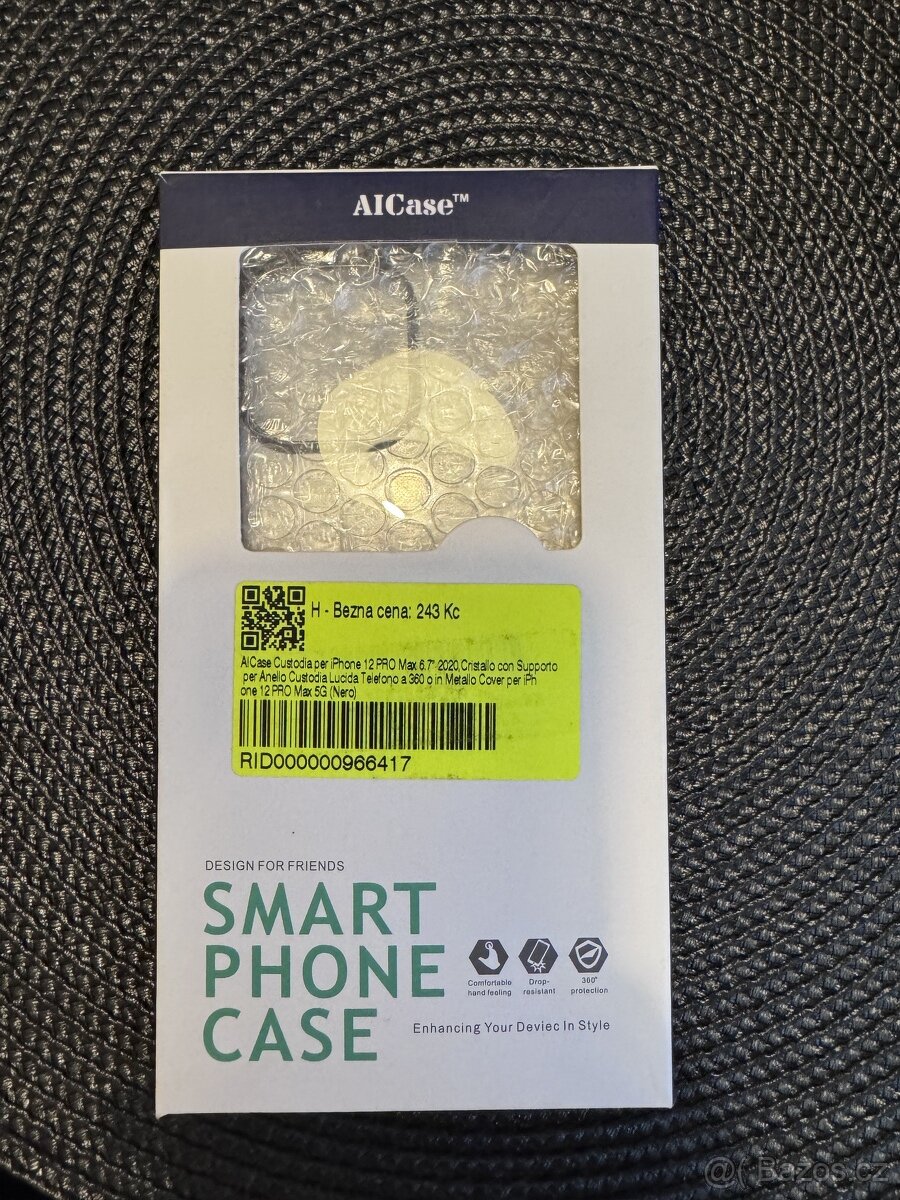 AICase™
H - Bezna cena: 243 Kc
AICase Custodia per iPhone 12 PRO Max 6.7" 2020,Cristallo con Supporto
per Anello Custodia Lucida Telefono a 360 o in Metallo Cover per iPh
one 12 PRO Max 5G (Nero)
RID000000966417
DESIGN FOR FRIENDS
SMART
PHONE
CASE
Comfortable
hand feeling
Drop-
resistant
360°
protection
Enhancing Your Deviec In Style
@( Bazos.cz